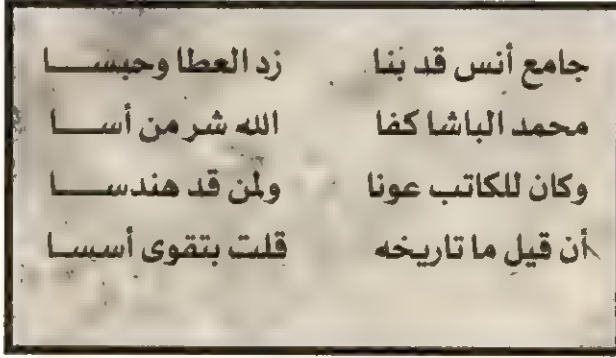 جامع أنس قد بنا زد العطا وحبسا
محمد الباشا كفا الله شر من أسا
وكان للكاتب عونا ولمن قد هندسا
أن قيل ما تاريخه قلت بتقوى أسسا